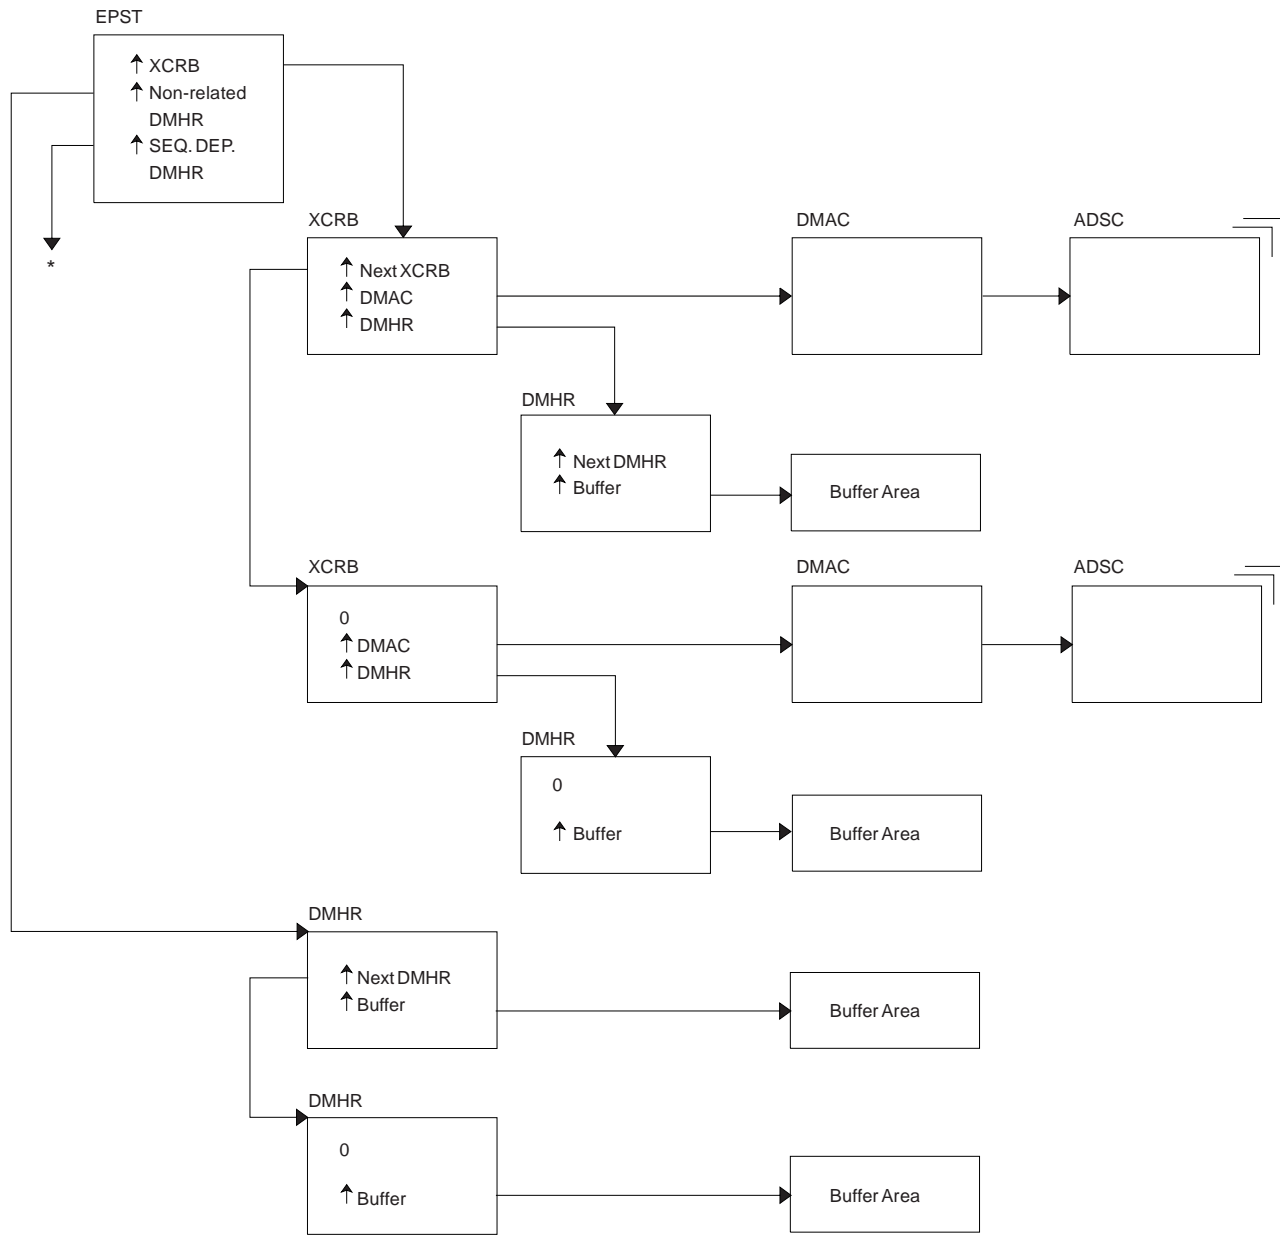 EPST
↑ XCRB
↑ Non-related
DMHR
↑ SEQ. DEP.
DMHR
*
XCRB
↑ Next XCRB
↑ DMAC
↑ DMHR
DMAC
ADSC
DMHR
↑ Next DMHR
↑ Buffer
Buffer Area
XCRB
0
↑ DMAC
↑ DMHR
DMAC
ADSC
DMHR
0
↑ Buffer
Buffer Area
DMHR
↑ Next DMHR
↑ Buffer
Buffer Area
DMHR
0
↑ Buffer
Buffer Area